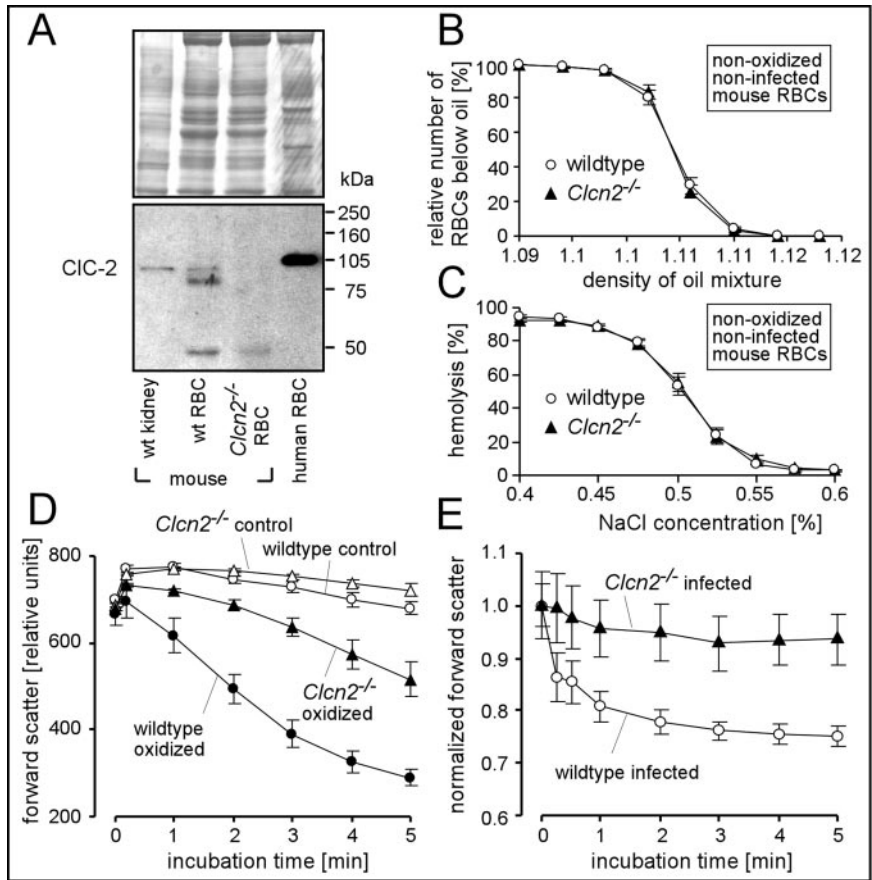 A
kDa
250
160
105
75
50
ClC-2
wt kidney
wt RBC
Clcn2-/-
RBC
human RBC
mouse
B
relative number of
RBCs below oil [%]
100
80
60
40
20
0
non-oxidized
non-infected
mouse RBCs
wildtype
Clcn2-/-
1.09
1.1
1.1
1.11
1.11
1.12
1.12
density of oil mixture
C
hemolysis [%]
100
80
60
40
20
0
non-oxidized
non-infected
mouse RBCs
wildtype
Clcn2-/-
0.4
0.45
0.5
0.55
0.6
NaCl concentration [%]
D
forward scatter [relative units]
800
600
400
200
Clcn2-/- control
wildtype control
Clcn2-/-
oxidized
wildtype
oxidized
0
1
2
3
4
5
incubation time [min]
E
normalized forward scatter
1.1
1.0
0.9
0.8
0.7
0.6
Clcn2-/- infected
wildtype infected
0
1
2
3
4
5
incubation time [min]